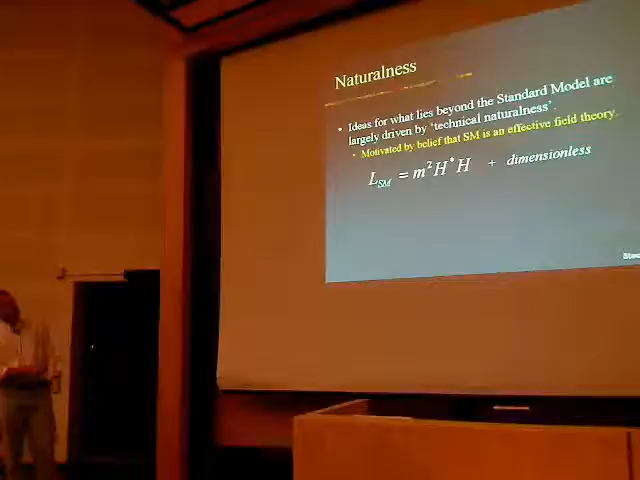 Naturalness
• Ideas for what lies beyond the Standard Model are
largely driven by 'technical naturalness'.
• Motivated by belief that SM is an effective field theory.
L_SM = m²H*H + dimensionless